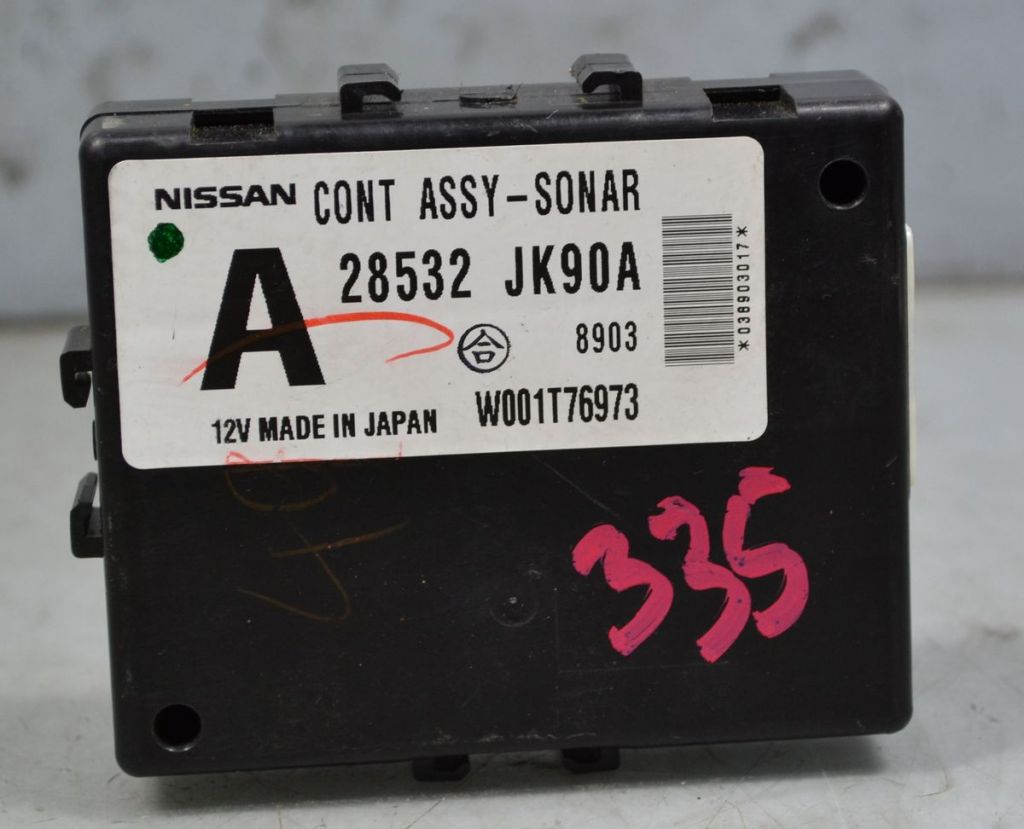 NISSAN CONT ASSY-SONAR
A 28532 JK90A
合 8903
*038903017*
12V MADE IN JAPAN W001T76973
335